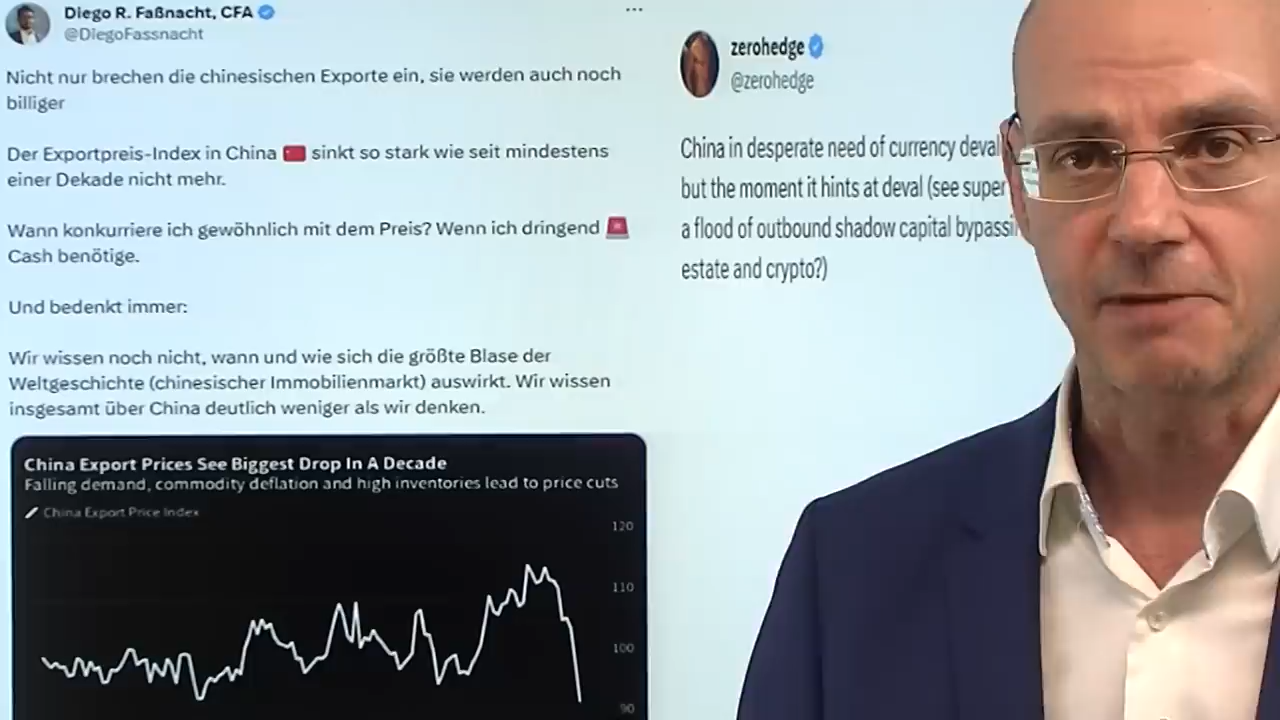 Diego R. Faßnacht, CFA
@DiegoFassnacht
Nicht nur brechen die chinesischen Exporte ein, sie werden auch noch
billiger
Der Exportpreis-Index in China 🇨🇳 sinkt so stark wie seit mindestens
einer Dekade nicht mehr.
Wann konkurriere ich gewöhnlich mit dem Preis? Wenn ich dringend 🚨
Cash benötige.
Und bedenkt immer:
Wir wissen noch nicht, wann und wie sich die größte Blase der
Weltgeschichte (chinesischer Immobilienmarkt) auswirkt. Wir wissen
insgesamt über China deutlich weniger als wir denken.
China Export Prices See Biggest Drop In A Decade
Falling demand, commodity deflation and high inventories lead to price cuts
China Export Price Index
120
110
100
90
zerohedge
@zerohedge
China in desperate need of currency deval
but the moment it hints at deval (see super
a flood of outbound shadow capital bypassi
estate and crypto?)